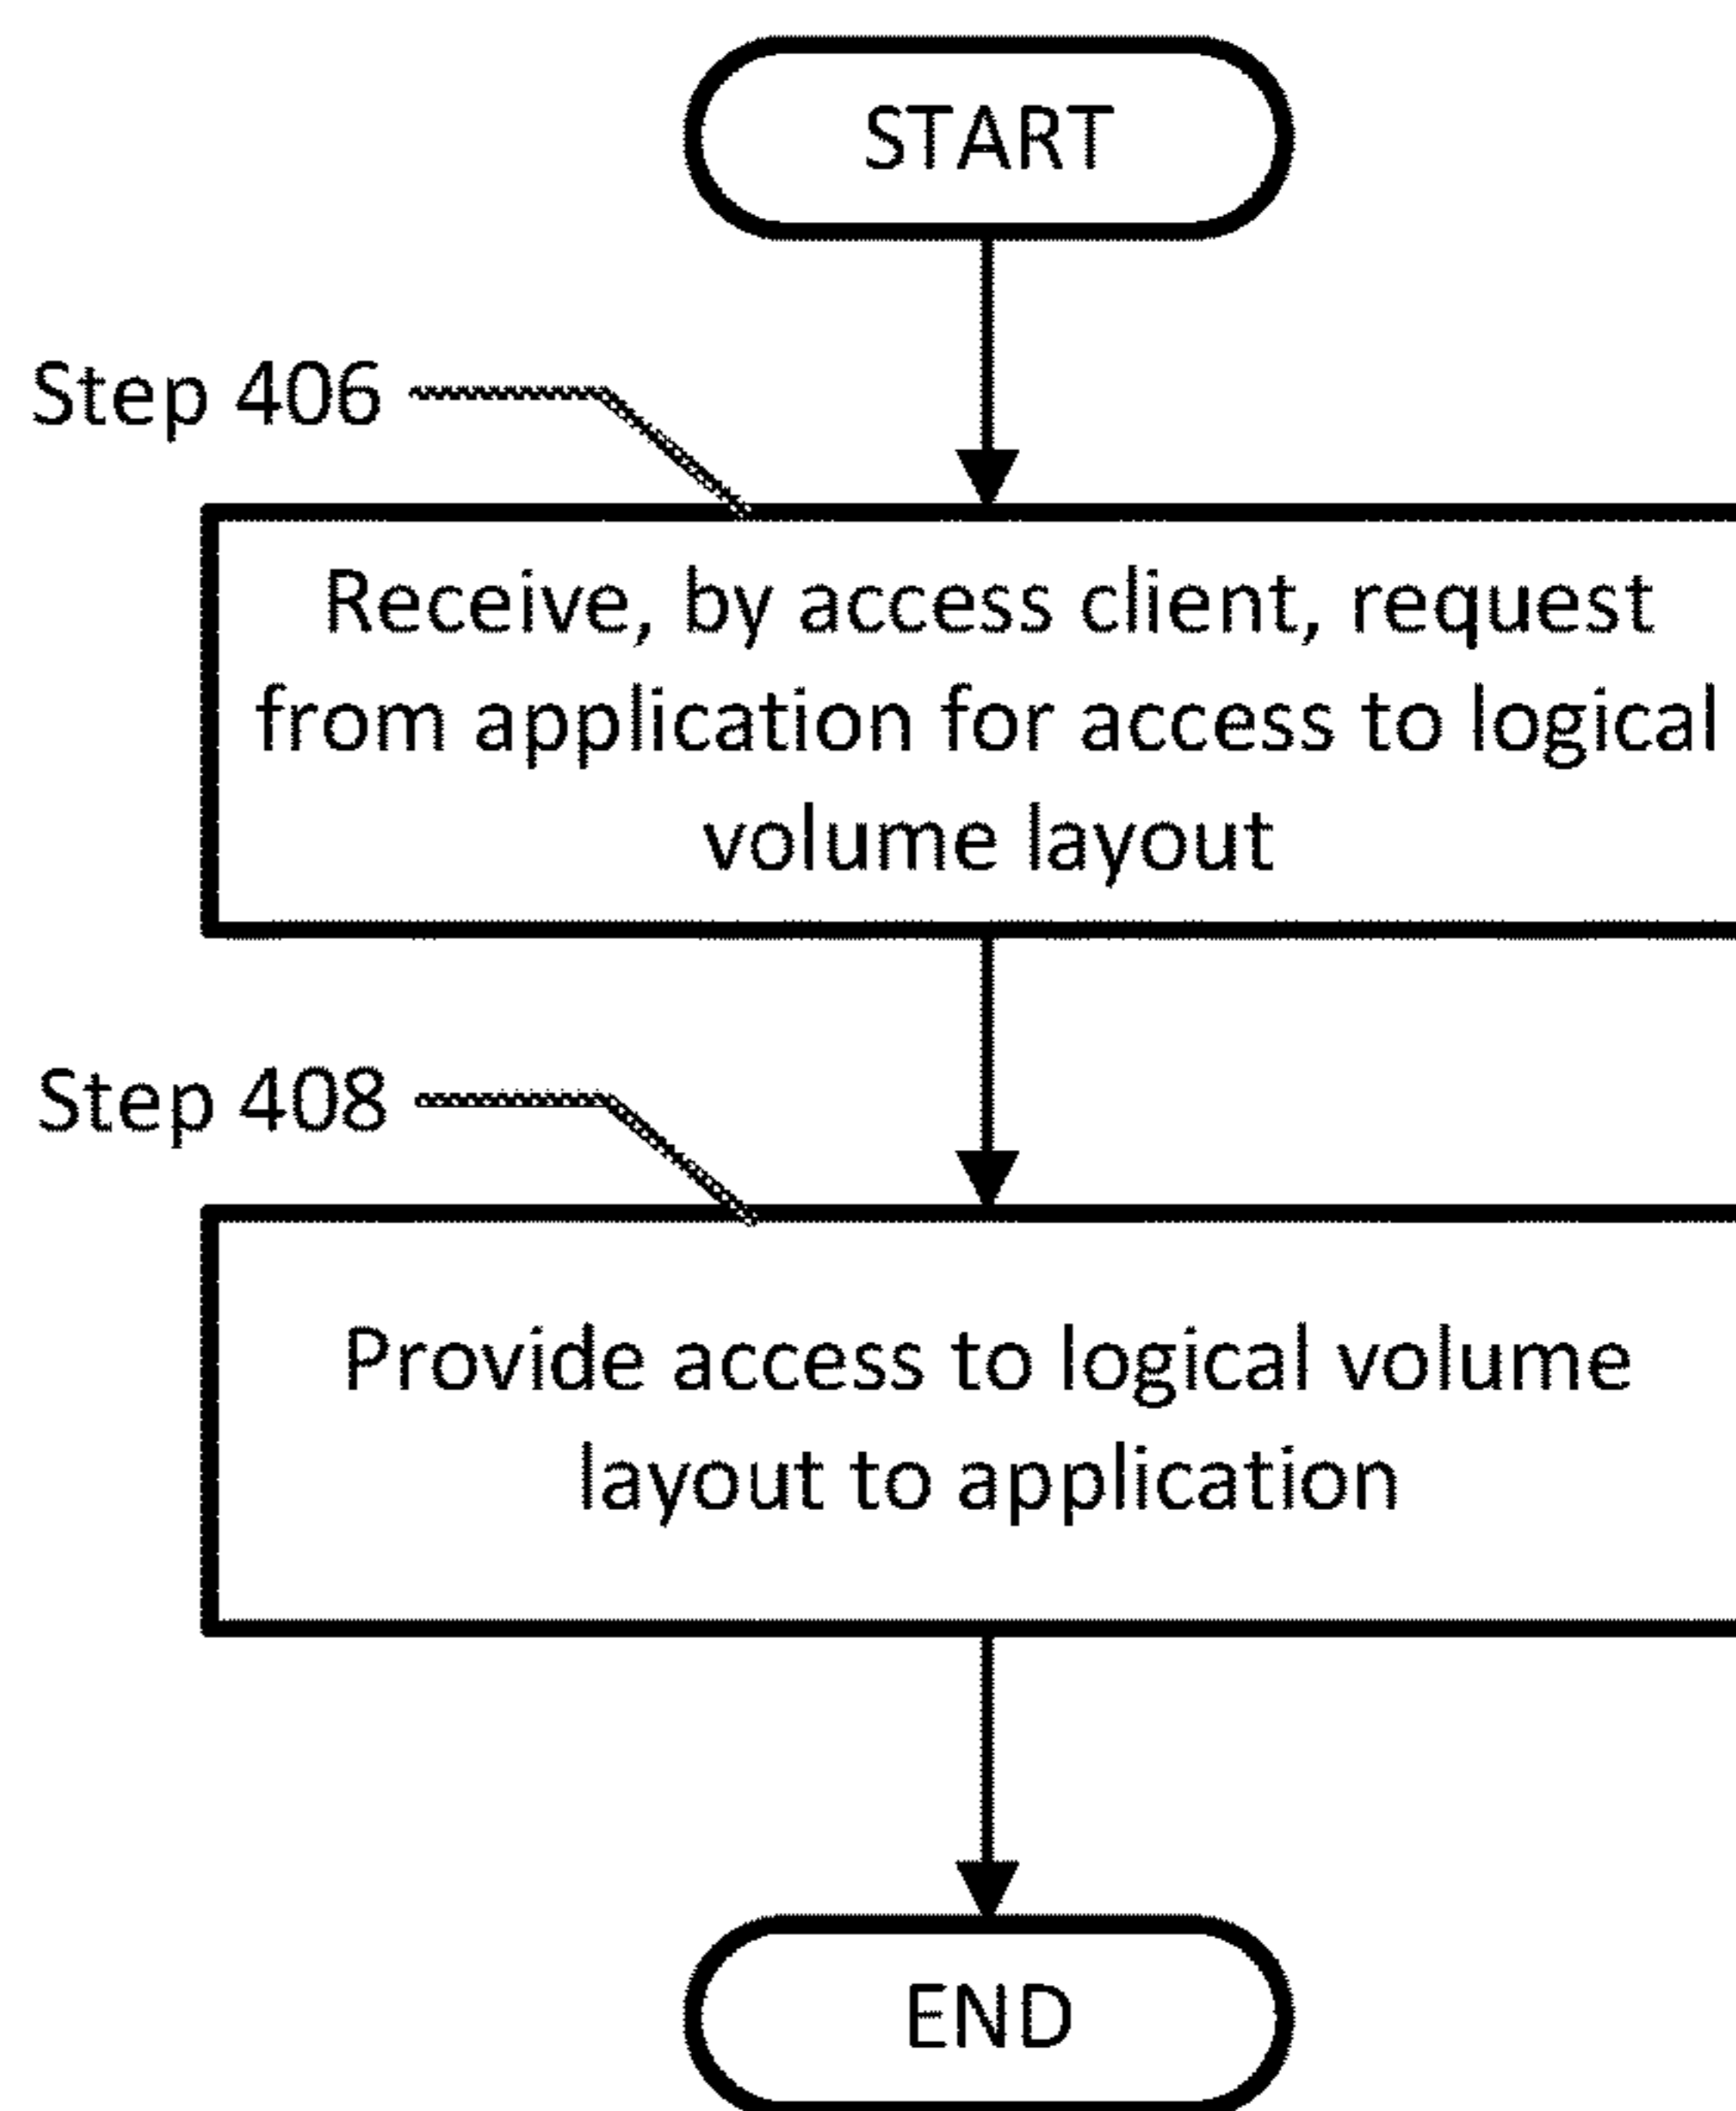 START
Step 406
Receive, by access client, request
from application for access to logical
volume layout
Step 408
Provide access to logical volume
layout to application
END